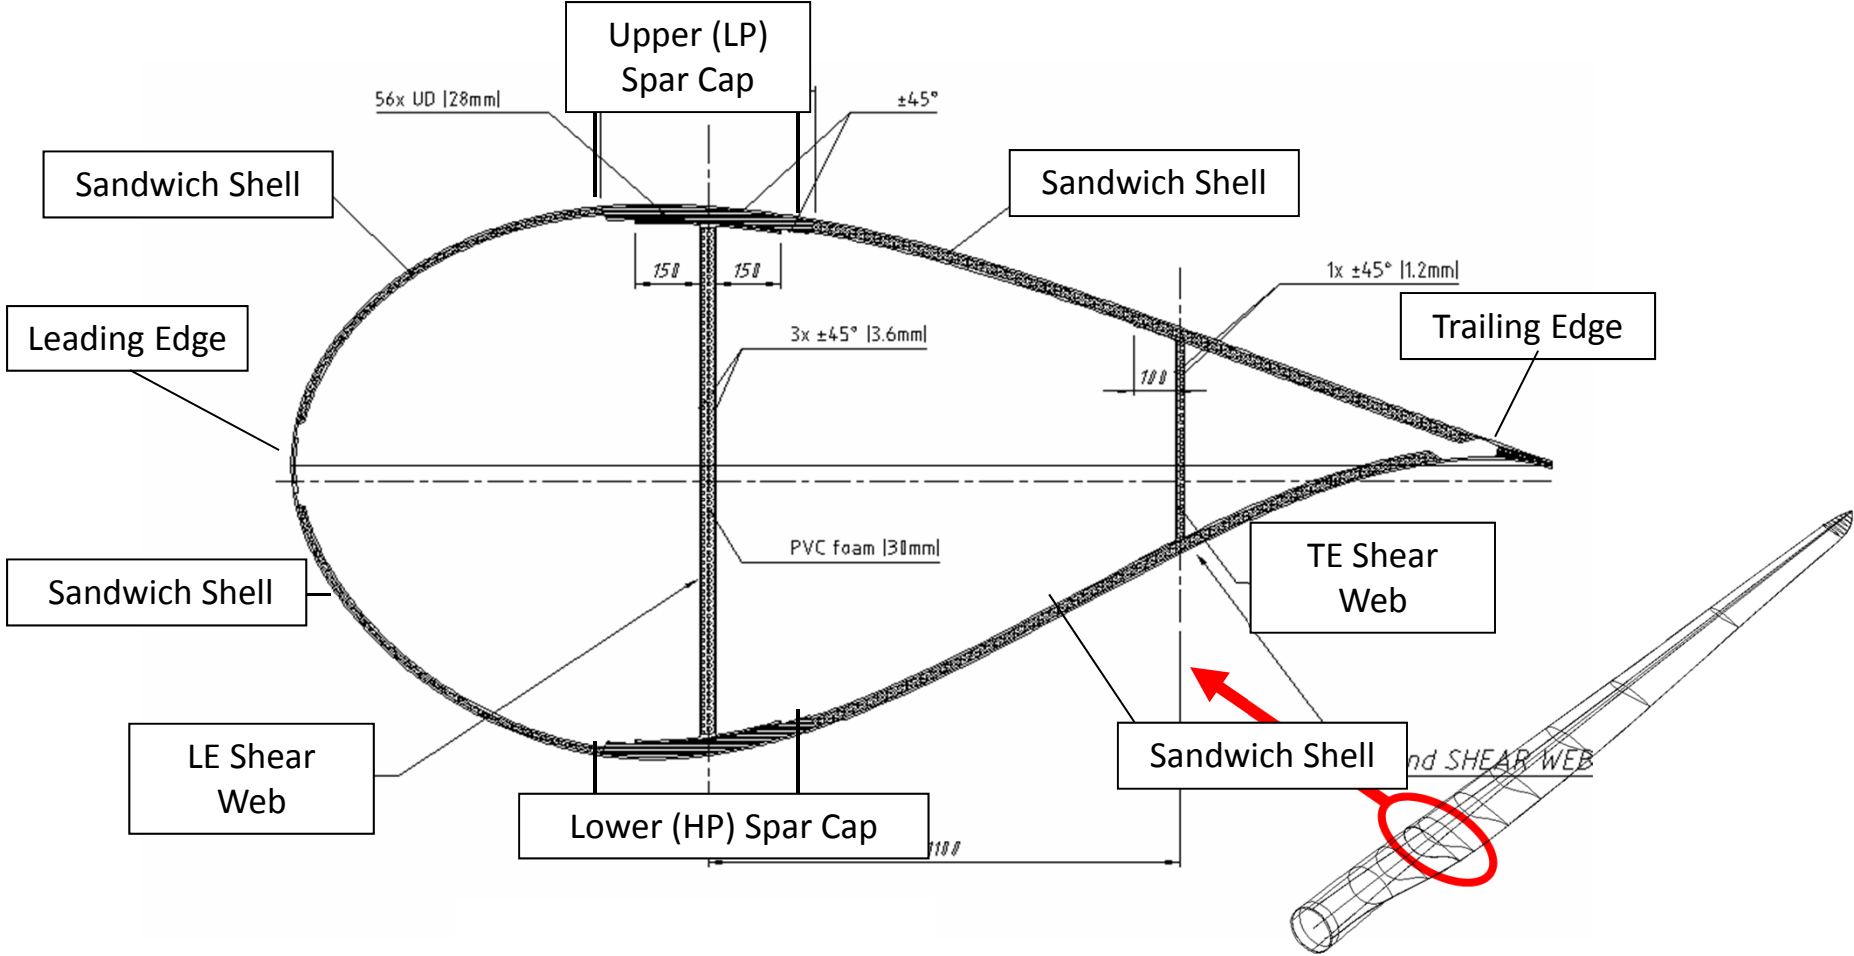 Upper (LP)
Spar Cap
56x UD |28mm|
±45°
Sandwich Shell
Sandwich Shell
150
150
1x ±45° |1.2mm|
Leading Edge
3x ±45° |3.6mm|
Trailing Edge
100
PVC foam |30mm|
TE Shear
Web
Sandwich Shell
LE Shear
Web
Sandwich Shell
nd SHEAR WEB
Lower (HP) Spar Cap
1100